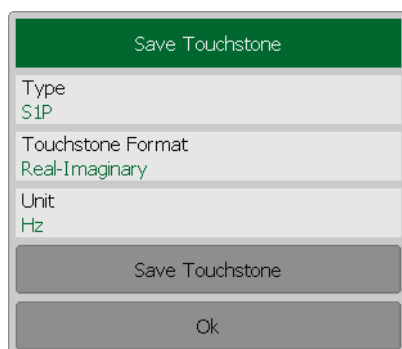 Save Touchstone
Type
S1P
Touchstone Format
Real-Imaginary
Unit
Hz
Save Touchstone
Ok